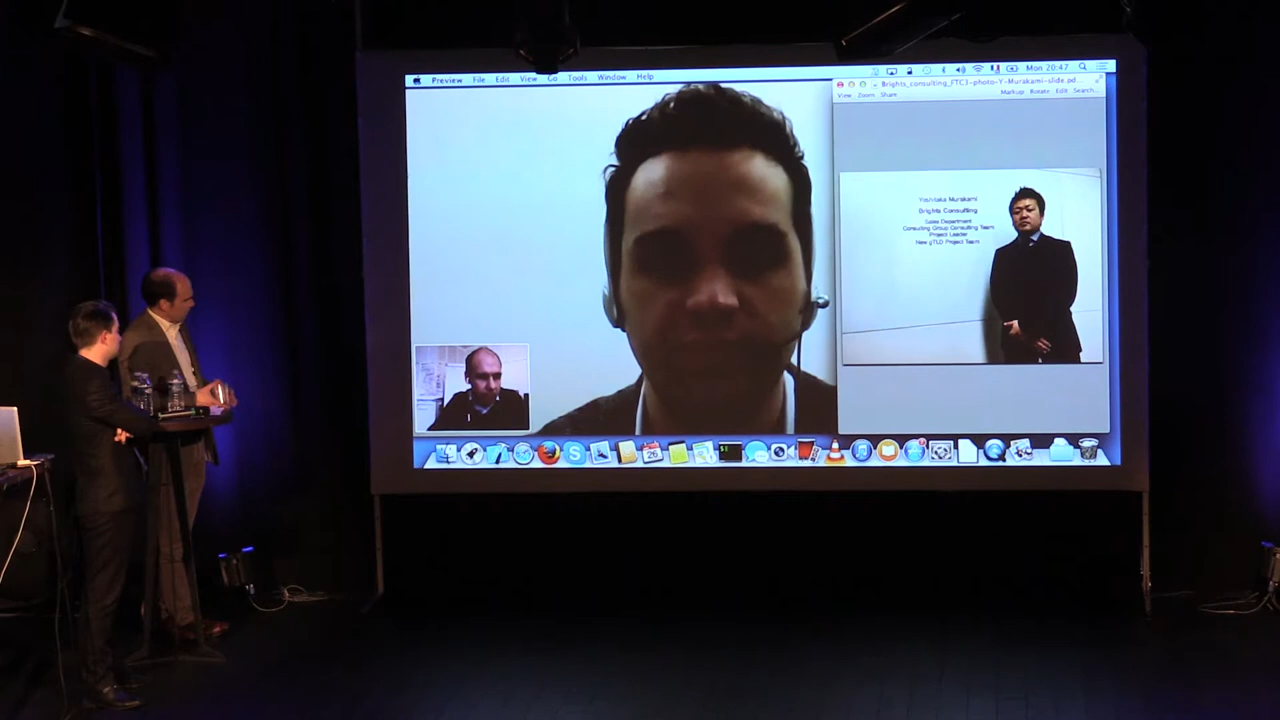 Preview File Edit View Go Tools Window Help
Mon 20:47
Brights_consulting_FTC3-photo-Y-Murakami-slide.pd...
View Zoom Share
Markup Rotate Edit Search...
Yoshitaka Murakami
Brights Consulting
Sales Department
Consulting Group Consulting Team
Project Leader
New gTLD Project Team
S
26